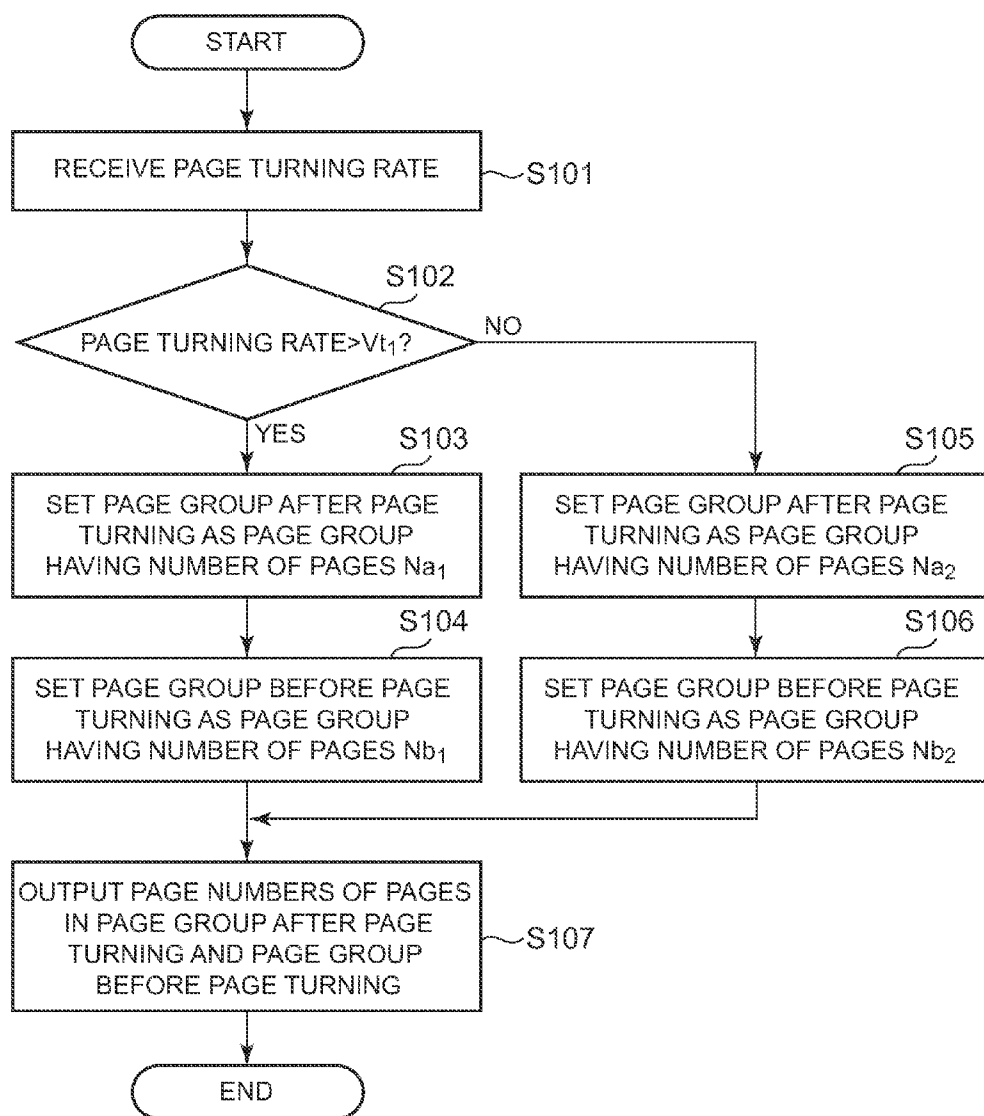 START
RECEIVE PAGE TURNING RATE
S101
S102
PAGE TURNING RATE>Vt₁?
NO
YES
S103
SET PAGE GROUP AFTER PAGE
TURNING AS PAGE GROUP
HAVING NUMBER OF PAGES Na₁
S105
SET PAGE GROUP AFTER PAGE
TURNING AS PAGE GROUP
HAVING NUMBER OF PAGES Na₂
S104
SET PAGE GROUP BEFORE PAGE
TURNING AS PAGE GROUP
HAVING NUMBER OF PAGES Nb₁
S106
SET PAGE GROUP BEFORE PAGE
TURNING AS PAGE GROUP
HAVING NUMBER OF PAGES Nb₂
OUTPUT PAGE NUMBERS OF PAGES
IN PAGE GROUP AFTER PAGE
TURNING AND PAGE GROUP
BEFORE PAGE TURNING
S107
END